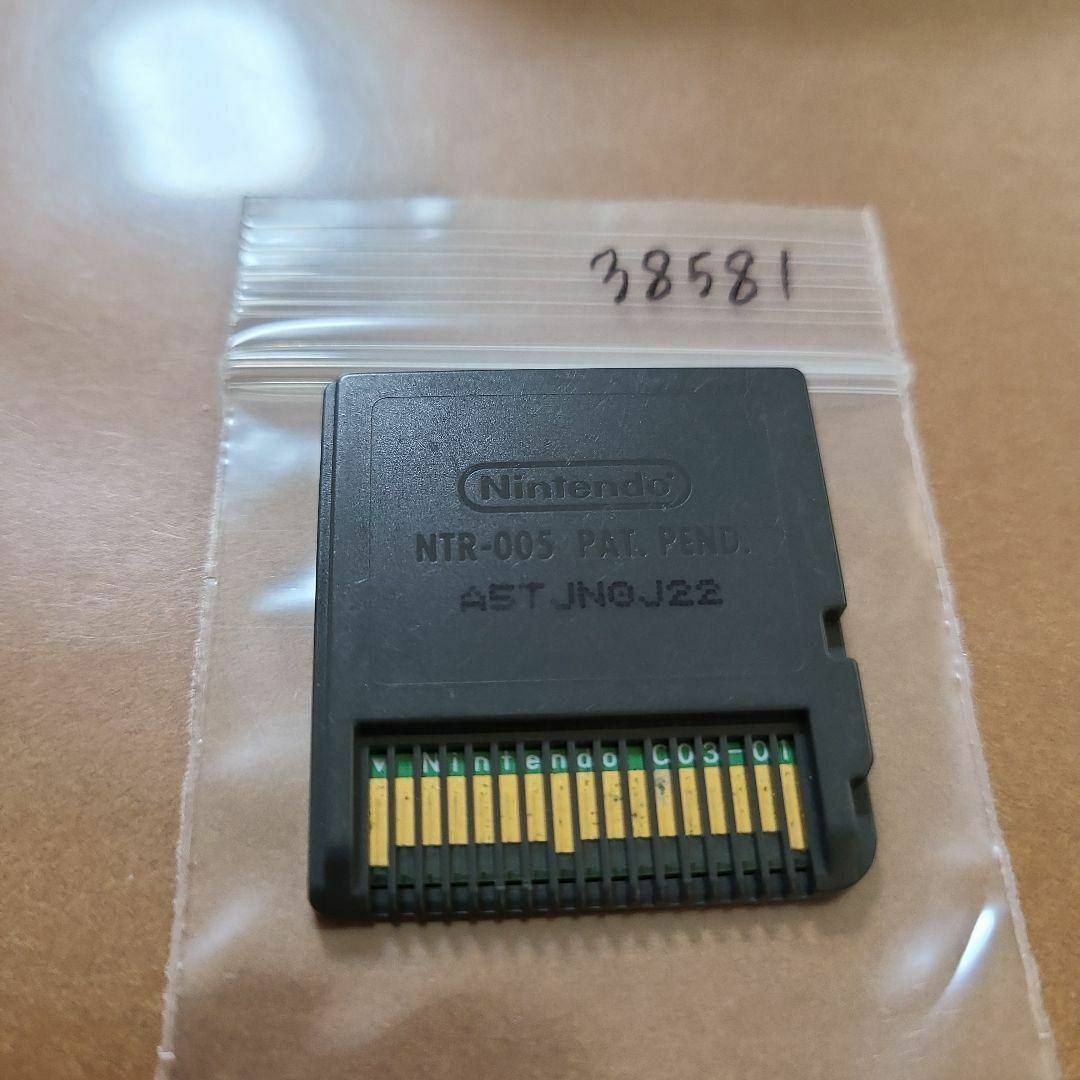 38581
Nintendo
NTR-005 PAT. PEND.
A5TJN0J22
Nintendo C03-01